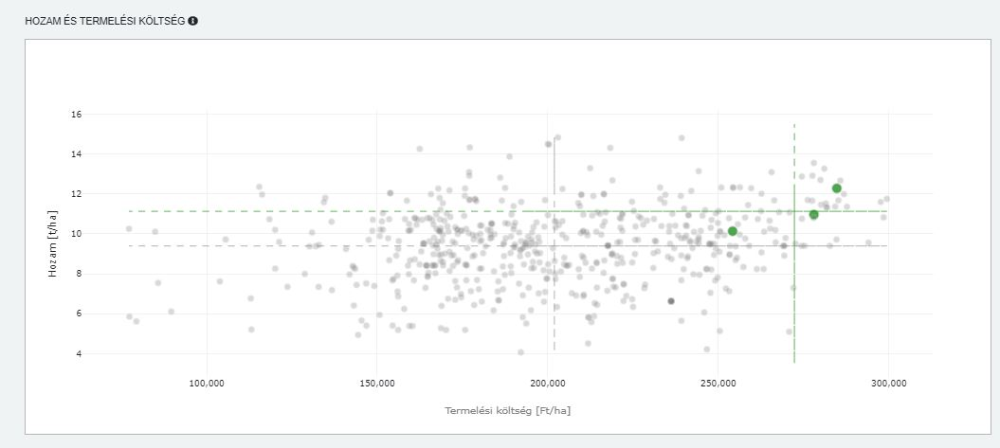 HOZAM ÉS TERMELÉSI KÖLTSÉG
Hozam [t/ha]
16
14
12
10
8
6
4
100,000 150,000 200,000 250,000 300,000
Termelési költség [Ft/ha]